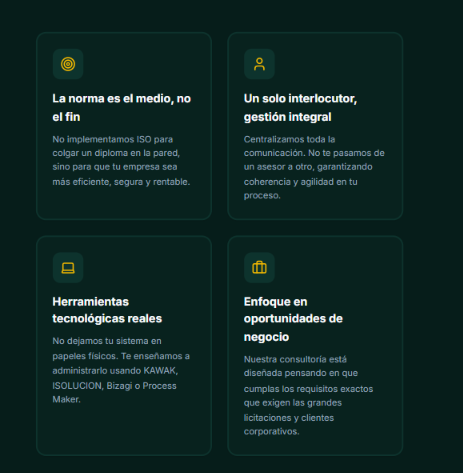 La norma es el medio, no
el fin
No implementamos ISO para
colgar un diploma en la pared,
sino para que tu empresa sea
más eficiente, segura y rentable.
Un solo interlocutor,
gestión integral
Centralizamos toda la
comunicación. No te pasamos de
un asesor a otro, garantizando
coherencia y agilidad en tu
proceso.
Herramientas
tecnológicas reales
No dejamos tu sistema en
papeles físicos. Te enseñamos a
administrarlo usando KAWAK,
ISOLUCION, Bizagi o Process
Maker.
Enfoque en
oportunidades de
negocio
Nuestra consultoría está
diseñada pensando en que
cumplas los requisitos exactos
que exigen las grandes
licitaciones y clientes
corporativos.